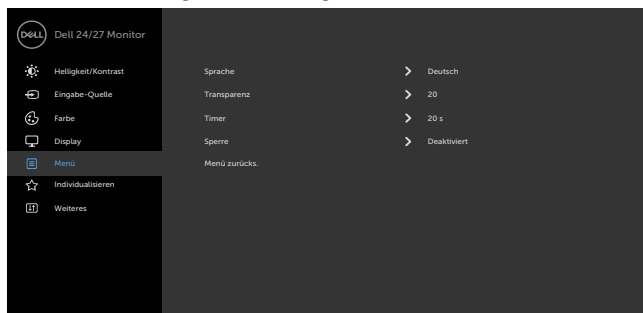 DELL Dell 24/27 Monitor
Helligkeit/Kontrast
Eingabe-Quelle
Farbe
Display
Menü
Individualisieren
Weiteres
Sprache Deutsch
Transparenz 20
Timer 20 s
Sperre Deaktiviert
Menü zurücks.